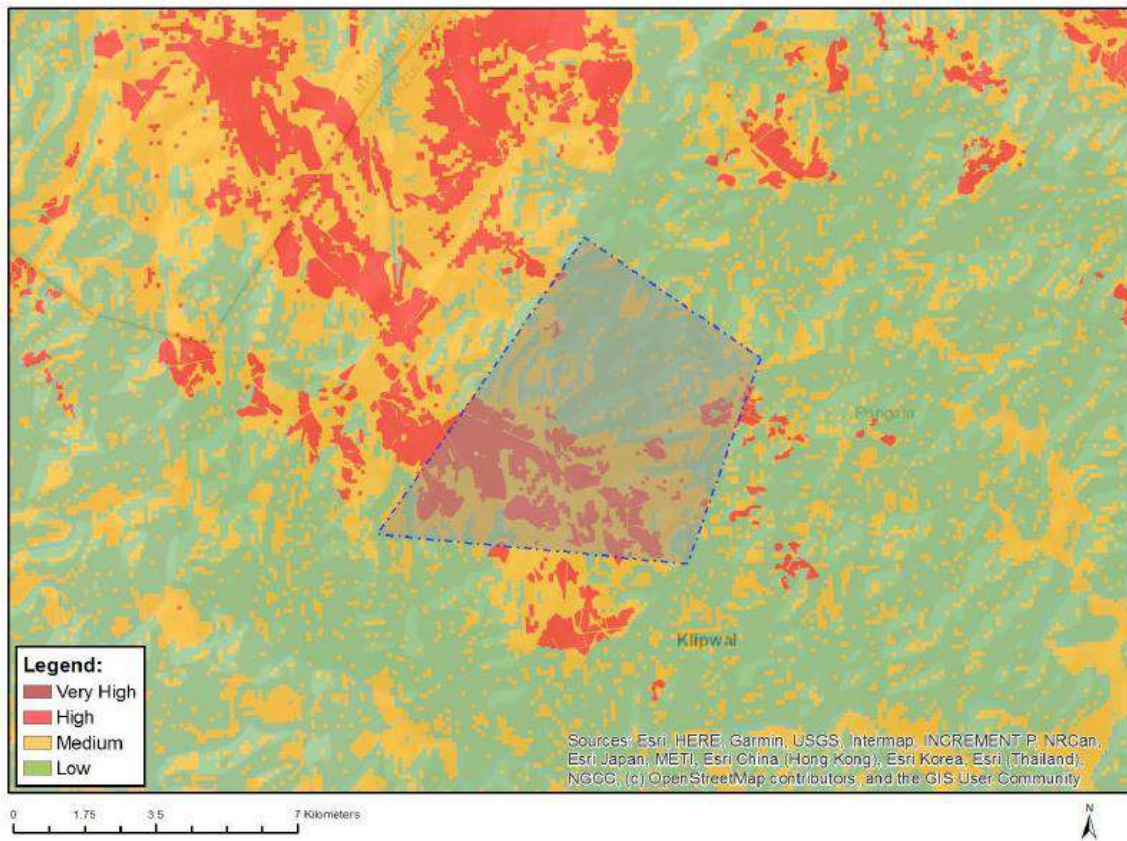 Pongola
Klipwal
Legend:
Very High
High
Medium
Low
Sources: Esri, HERE, Garmin, USGS, Intermap, INCREMENT P, NRCan,
Esri Japan, METI, Esri China (Hong Kong), Esri Korea, Esri (Thailand),
NGCC, (c) OpenStreetMap contributors, and the GIS User Community
0 1.75 3.5 7 Kilometers
N